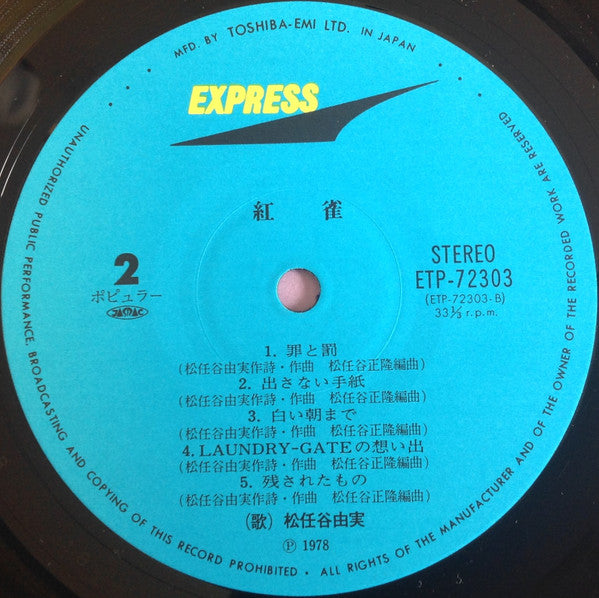 MFD. BY TOSHIBA-EMI LTD. IN JAPAN
EXPRESS
紅 雀
2
ポピュラー
JASRAC
STEREO
ETP-72303
(ETP-72303-B)
33⅓ r.p.m.
1. 罪と罰
(松任谷由実作詩・作曲 松任谷正隆編曲)
2. 出さない手紙
(松任谷由実作詩・作曲 松任谷正隆編曲)
3. 白い朝まで
(松任谷由実作詩・作曲 松任谷正隆編曲)
4. LAUNDRY-GATEの想い出
(松任谷由実作詩・作曲 松任谷正隆編曲)
5. 残されたもの
(松任谷由実作詩・作曲 松任谷正隆編曲)
(歌) 松任谷由実
Ⓟ 1978
UNAUTHORIZED PUBLIC PERFORMANCE, BROADCASTING AND COPYING OF THIS RECORD PROHIBITED · ALL RIGHTS OF THE MANUFACTURER AND OF THE OWNER OF THE RECORDED WORK ARE RESERVED